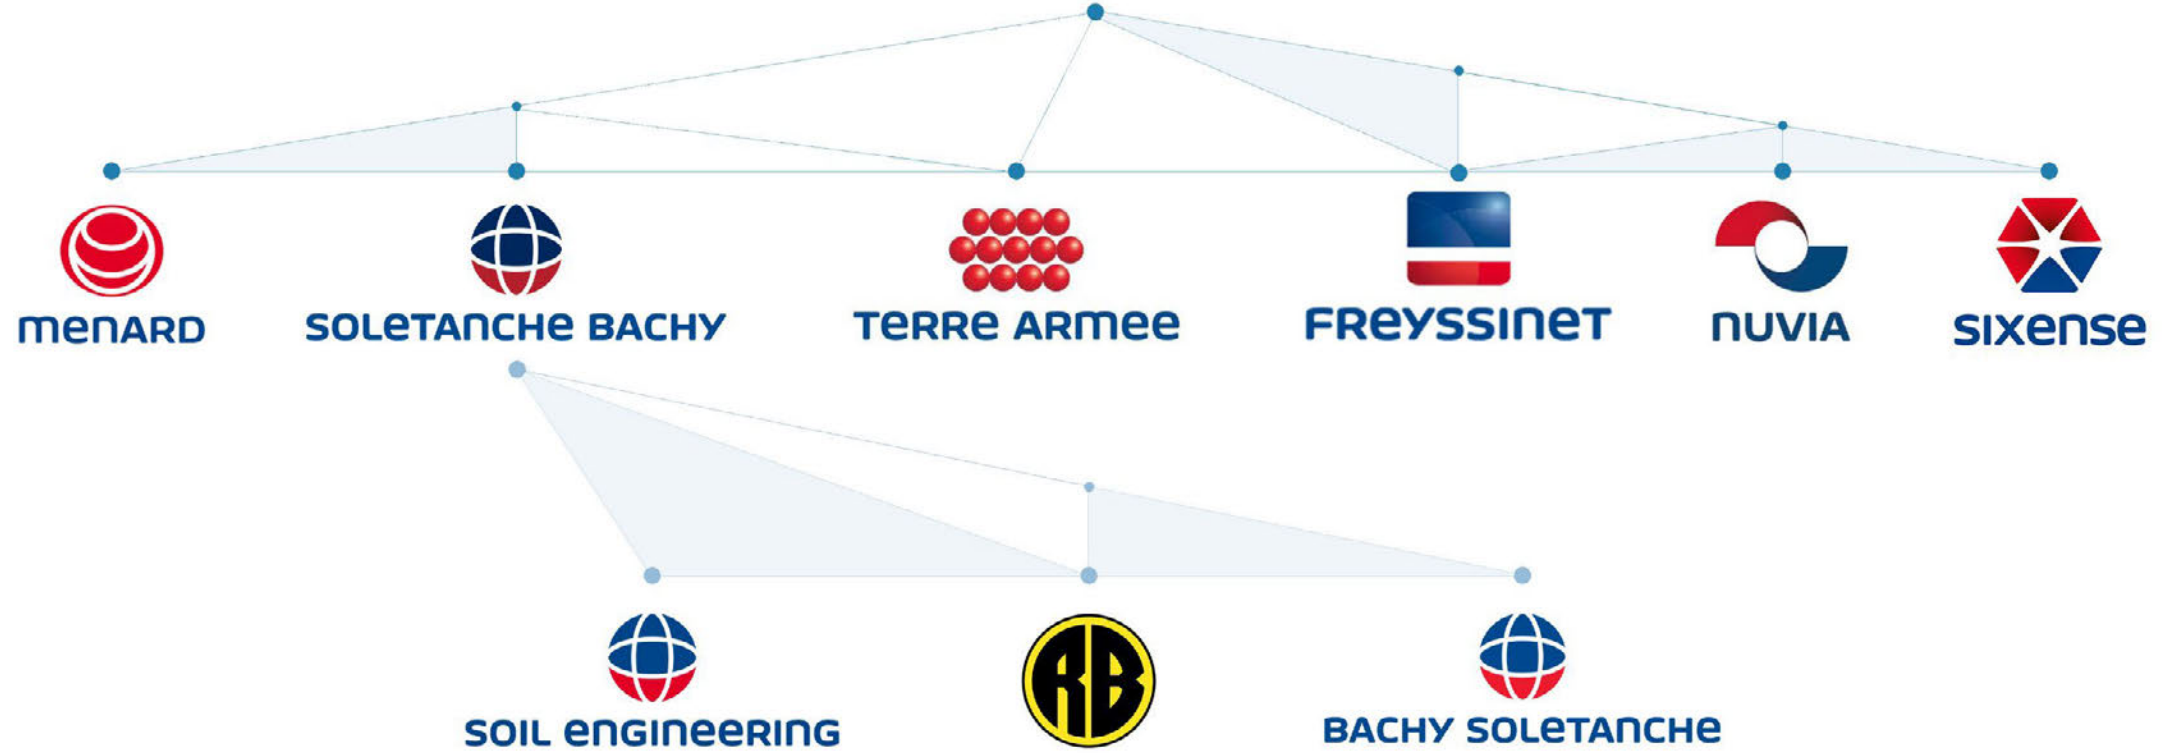 menARD
SOLeTANCHe BACHY
TeRRe ARmee
FReYSSIneT
nUVIA
SIXense
SOIL enGIneeRING
RB
BACHY SOLeTANCHe